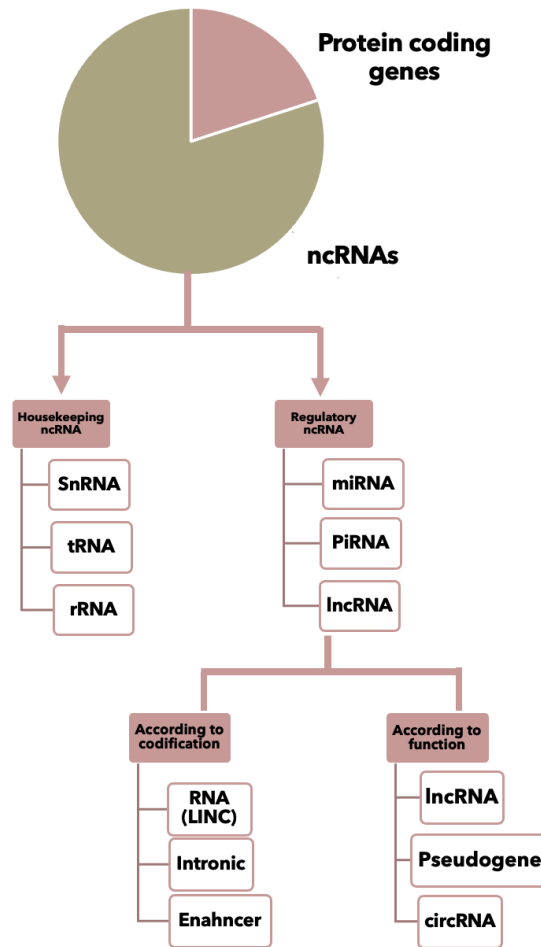 Protein coding
genes
ncRNAs
Housekeeping
ncRNA
SnRNA
tRNA
rRNA
Regulatory
ncRNA
miRNA
PiRNA
lncRNA
According to
codification
RNA
(LINC)
Intronic
Enahncer
According to
function
lncRNA
Pseudogene
circRNA